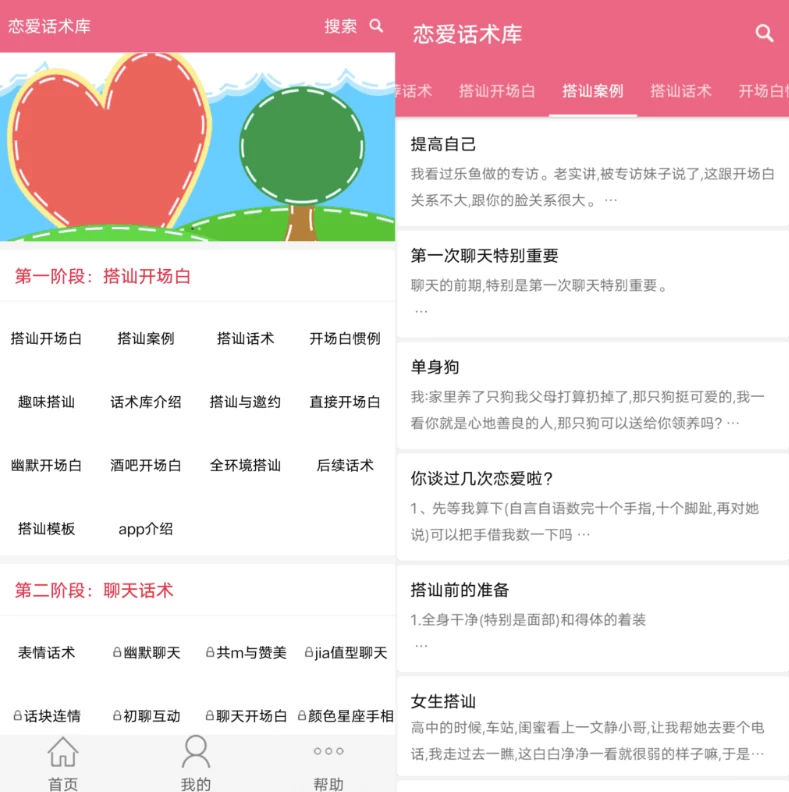 恋爱话术库
搜索
第一阶段：搭讪开场白
搭讪开场白 搭讪案例 搭讪话术 开场白惯例
趣味搭讪 话术库介绍 搭讪与邀约 直接开场白
幽默开场白 酒吧开场白 全环境搭讪 后续话术
搭讪模板 app介绍
第二阶段：聊天话术
表情话术 幽默聊天 共m与赞美 jia值型聊天
话块连情 初聊互动 聊天开场白 颜色星座手相
首页 我的 帮助
恋爱话术库
话术 搭讪开场白 搭讪案例 搭讪话术 开场白
提高自己
我看过乐鱼做的专访。老实讲,被专访妹子说了,这跟开场白
关系不大,跟你的脸关系很大。 …
第一次聊天特别重要
聊天的前期,特别是第一次聊天特别重要。
…
单身狗
我:家里养了只狗我父母打算扔掉了,那只狗挺可爱的,我一
看你就是心地善良的人,那只狗可以送给你领养吗? …
你谈过几次恋爱啦?
1、先等我算下(自言自语数完十个手指,十个脚趾,再对她
说)可以把手借我数一下吗 …
搭讪前的准备
1.全身干净(特别是面部)和得体的着装
…
女生搭讪
高中的时候,车站,闺蜜看上一文静小哥,让我帮她去要个电
话,我走过去一瞧,这白白净净一看就很弱的样子嘛,于是…